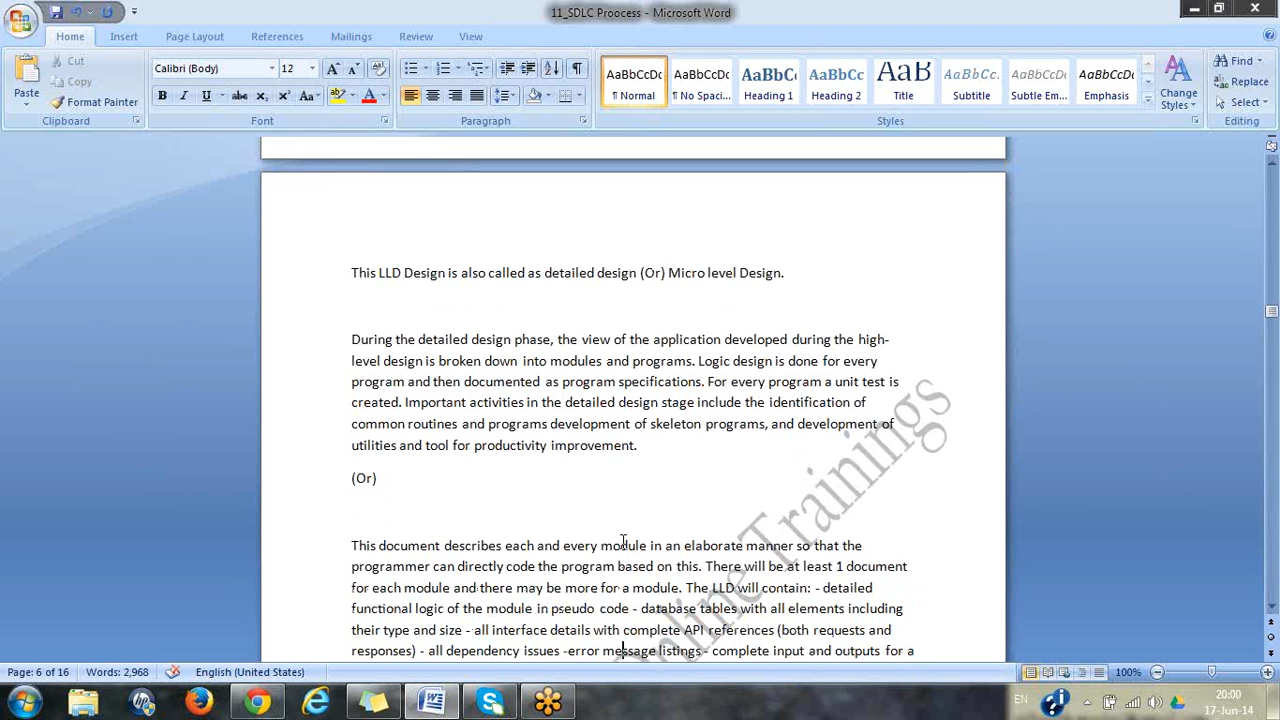 11_SDLC Proocess - Microsoft Word
Home Insert Page Layout References Mailings Review View
Paste
Cut
Copy
Format Painter
Clipboard
Calibri (Body) 12
Font
Paragraph
AaBbCcDc AaBbCcDc AaBbCc AaBbCc AaB AaBbCc. AaBbCcDc AaBbCcDc
¶ Normal ¶ No Spaci... Heading 1 Heading 2 Title Subtitle Subtle Em... Emphasis
Styles
Change
Styles
Find
Replace
Select
Editing
This LLD Design is also called as detailed design (Or) Micro level Design.
During the detailed design phase, the view of the application developed during the high-
level design is broken down into modules and programs. Logic design is done for every
program and then documented as program specifications. For every program a unit test is
created. Important activities in the detailed design stage include the identification of
common routines and programs development of skeleton programs, and development of
utilities and tool for productivity improvement.
(Or)
This document describes each and every module in an elaborate manner so that the
programmer can directly code the program based on this. There will be at least 1 document
for each module and there may be more for a module. The LLD will contain: - detailed
functional logic of the module in pseudo code - database tables with all elements including
their type and size - all interface details with complete API references (both requests and
responses) - all dependency issues -error message listings - complete input and outputs for a
Online Trainings
Page: 6 of 16 Words: 2,968 English (United States) 100%
EN
20:00
17-Jun-14